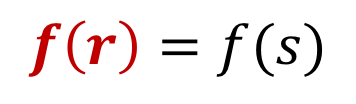 f(r) = f(s)